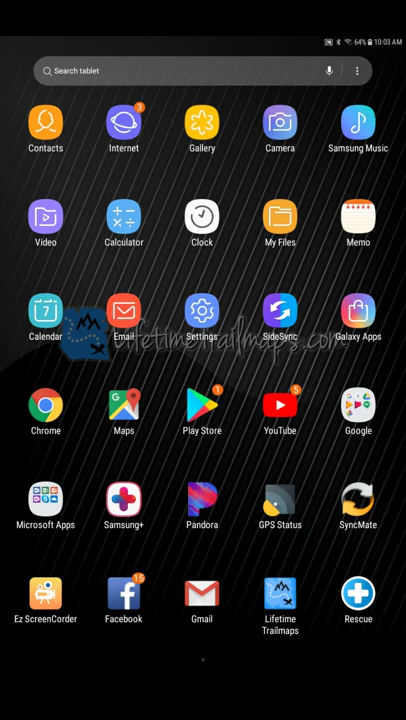 64% 10:03 AM
Search tablet
3
Contacts Internet Gallery Camera Samsung Music
Video Calculator Clock My Files Memo
7
Calendar Email Settings SideSync Galaxy Apps
LifetimeTrailmaps.com
G 1 5
Chrome Maps Play Store YouTube Google
Microsoft Apps Samsung+ Pandora GPS Status SyncMate
15
Ez ScreenCorder Facebook Gmail Lifetime Trailmaps Rescue